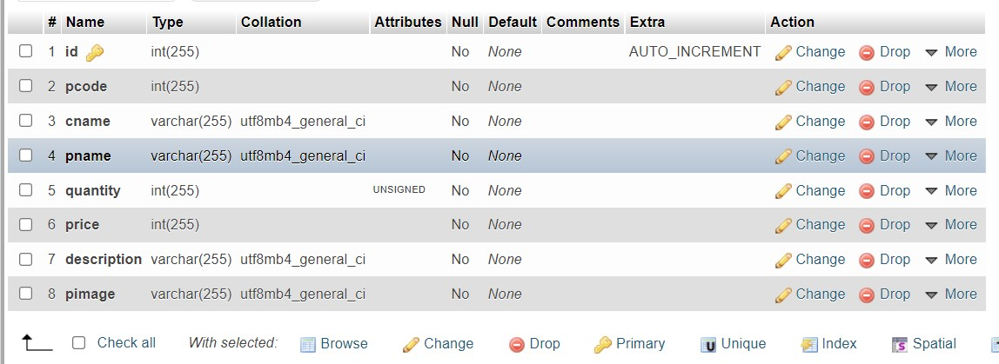 # Name Type Collation Attributes Null Default Comments Extra Action
1 id int(255) No None AUTO_INCREMENT Change Drop More
2 pcode int(255) No None Change Drop More
3 cname varchar(255) utf8mb4_general_ci No None Change Drop More
4 pname varchar(255) utf8mb4_general_ci No None Change Drop More
5 quantity int(255) UNSIGNED No None Change Drop More
6 price int(255) No None Change Drop More
7 description varchar(255) utf8mb4_general_ci No None Change Drop More
8 pimage varchar(255) utf8mb4_general_ci No None Change Drop More
Check all With selected: Browse Change Drop Primary U Unique Index S Spatial